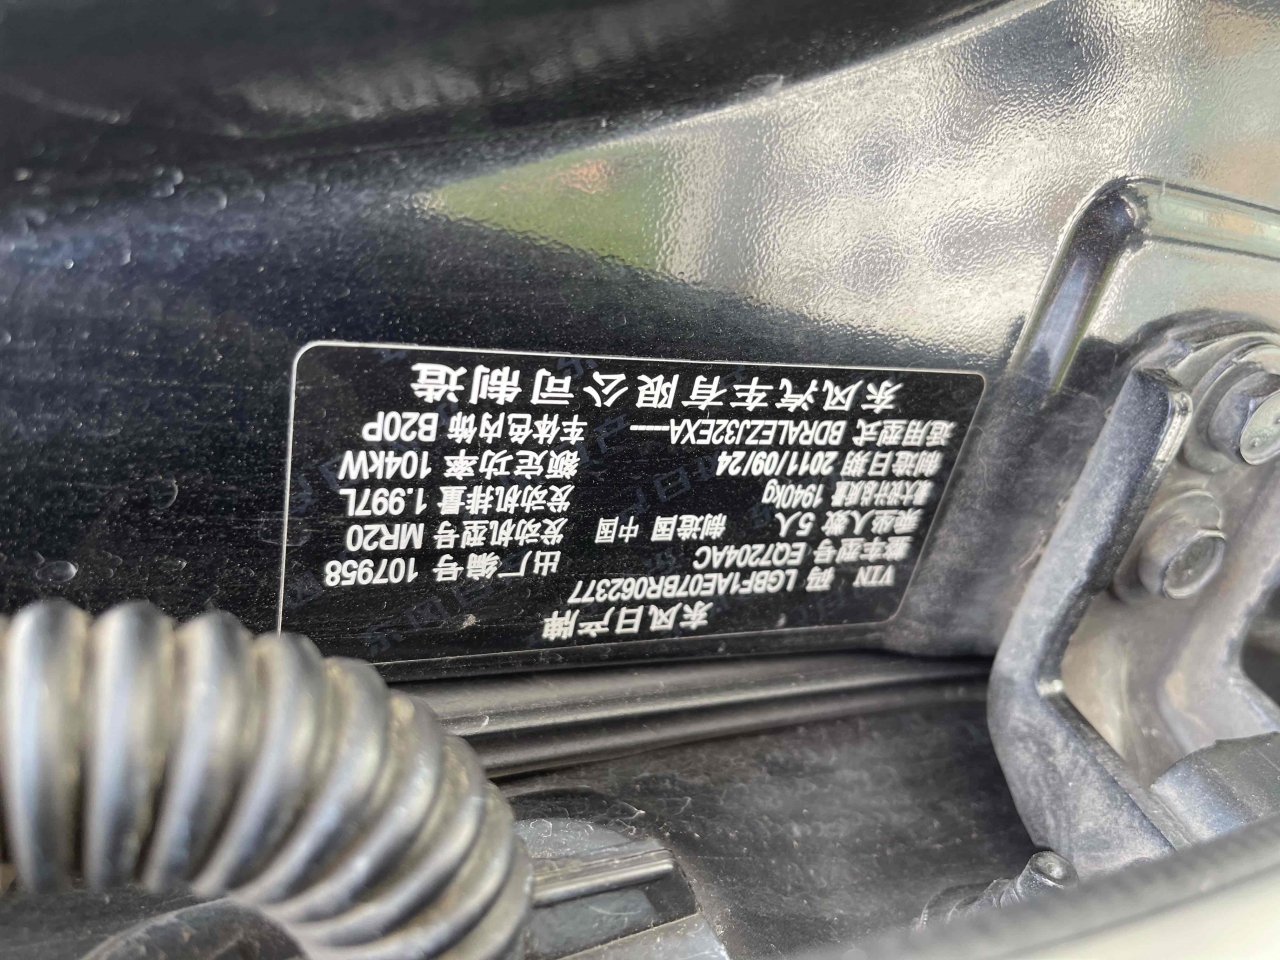 东风日产牌
VIN 码 LGBF1AE07BR062377
整车型号 EQ7204AC 出厂编号 107958
乘坐人数 5人 制造国 中国 发动机型号 MR20
最大设计总质量 1940kg 发动机排量 1.997L
制造日期 2011/09/24 额定功率 104kW
适用型式 BDRALEZJ32EXA----- 车体色内饰 B20P
东风汽车有限公司制造